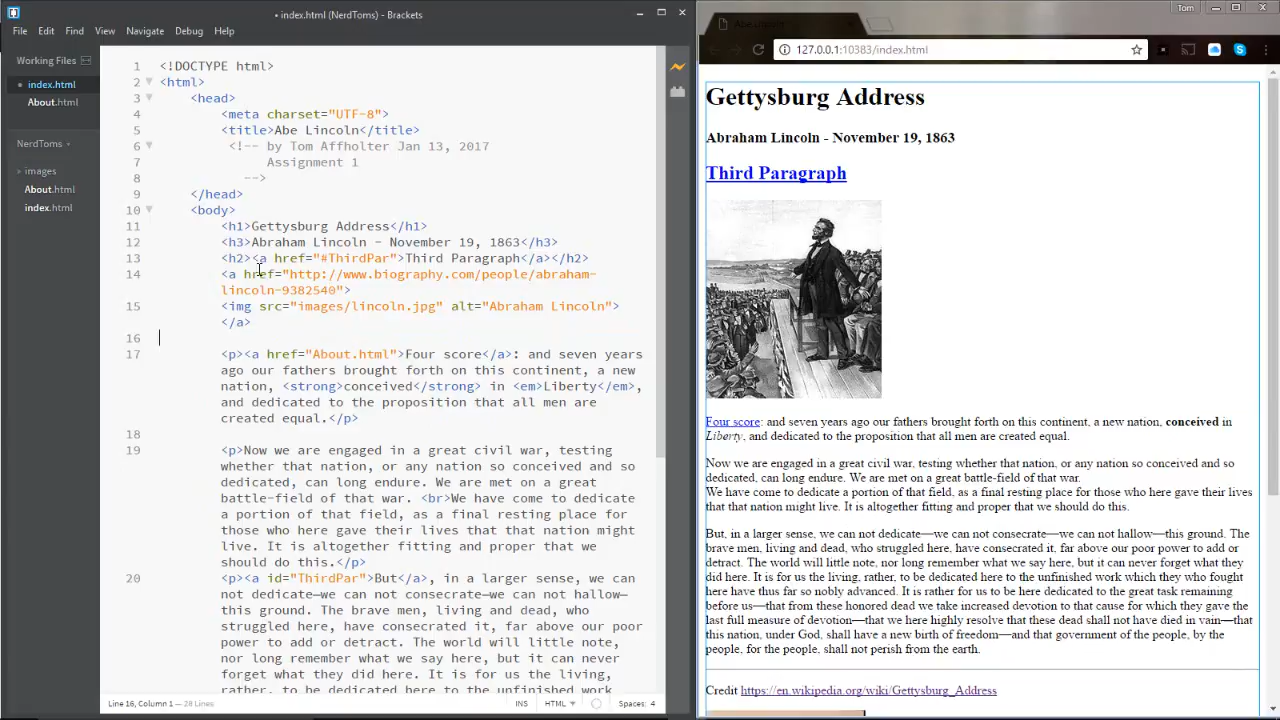 • index.html (NerdToms) - Brackets
File Edit Find View Navigate Debug Help
Working Files
• index.html
About.html
NerdToms
images
About.html
index.html
1 <!DOCTYPE html>
2 <html>
3 <head>
4 <meta charset="UTF-8">
5 <title>Abe Lincoln</title>
6 <!-- by Tom Affholter Jan 13, 2017
7 Assignment 1
8 -->
9 </head>
10 <body>
11 <h1>Gettysburg Address</h1>
12 <h3>Abraham Lincoln - November 19, 1863</h3>
13 <h2><a href="#ThirdPar">Third Paragraph</a></h2>
14 <a href="http://www.biography.com/people/abraham-
lincoln-9382540">
15 <img src="images/lincoln.jpg" alt="Abraham Lincoln">
</a>
16
17 <p><a href="About.html">Four score</a>: and seven years
ago our fathers brought forth on this continent, a new
nation, <strong>conceived</strong> in <em>Liberty</em>,
and dedicated to the proposition that all men are
created equal.</p>
18
19 <p>Now we are engaged in a great civil war, testing
whether that nation, or any nation so conceived and so
dedicated, can long endure. We are met on a great
battle-field of that war. <br>We have come to dedicate
a portion of that field, as a final resting place for
those who here gave their lives that that nation might
live. It is altogether fitting and proper that we
should do this.</p>
20 <p><a id="ThirdPar">But</a>, in a larger sense, we can
not dedicate—we can not consecrate—we can not hallow—
this ground. The brave men, living and dead, who
struggled here, have consecrated it, far above our poor
power to add or detract. The world will little note,
nor long remember what we say here, but it can never
forget what they did here. It is for us the living,
rather, to be dedicated here to the unfinished work
Line 16, Column 1 — 28 Lines
INS HTML Spaces: 4
Tom
Abe Lincoln
127.0.0.1:10383/index.html
Gettysburg Address
Abraham Lincoln - November 19, 1863
Third Paragraph
Four score: and seven years ago our fathers brought forth on this continent, a new nation, conceived in
Liberty, and dedicated to the proposition that all men are created equal.
Now we are engaged in a great civil war, testing whether that nation, or any nation so conceived and so
dedicated, can long endure. We are met on a great battle-field of that war.
We have come to dedicate a portion of that field, as a final resting place for those who here gave their lives
that that nation might live. It is altogether fitting and proper that we should do this.
But, in a larger sense, we can not dedicate—we can not consecrate—we can not hallow—this ground. The
brave men, living and dead, who struggled here, have consecrated it, far above our poor power to add or
detract. The world will little note, nor long remember what we say here, but it can never forget what they
did here. It is for us the living, rather, to be dedicated here to the unfinished work which they who fought
here have thus far so nobly advanced. It is rather for us to be here dedicated to the great task remaining
before us—that from these honored dead we take increased devotion to that cause for which they gave the
last full measure of devotion—that we here highly resolve that these dead shall not have died in vain—that
this nation, under God, shall have a new birth of freedom—and that government of the people, by the
people, for the people, shall not perish from the earth.
Credit https://en.wikipedia.org/wiki/Gettysburg_Address